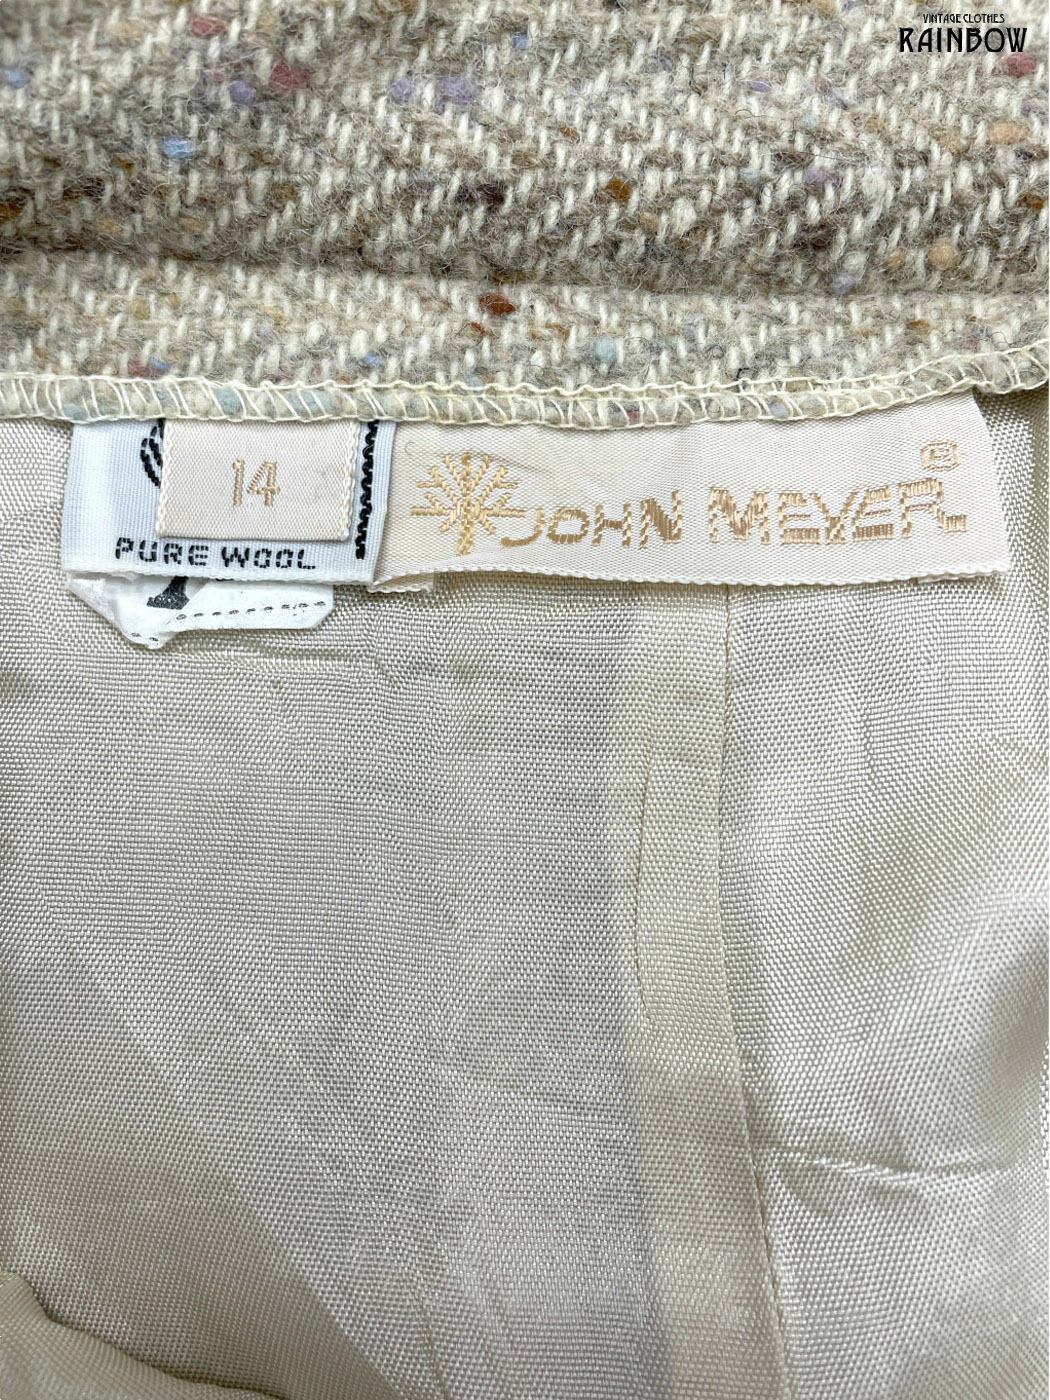 VINTAGE CLOTHES
RAINBOW
14
PURE WOOL
JOHN MEYER
®